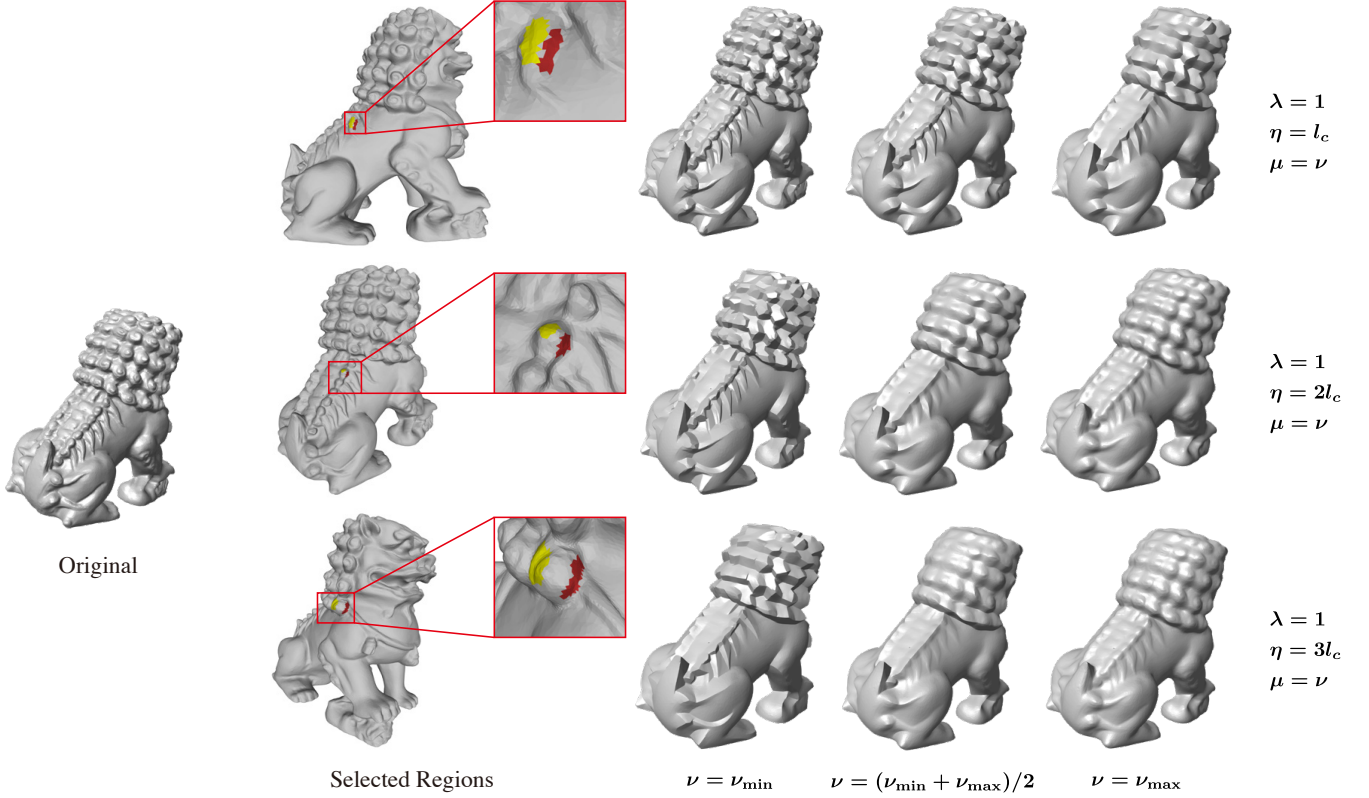 λ = 1
η = l_c
μ = ν
λ = 1
η = 2l_c
μ = ν
Original
λ = 1
η = 3l_c
μ = ν
Selected Regions
ν = ν_min
ν = (ν_min + ν_max)/2
ν = ν_max